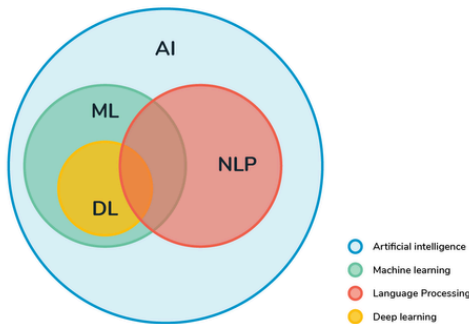 AI
ML
NLP
DL
Artificial intelligence
Machine learning
Language Processing
Deep learning